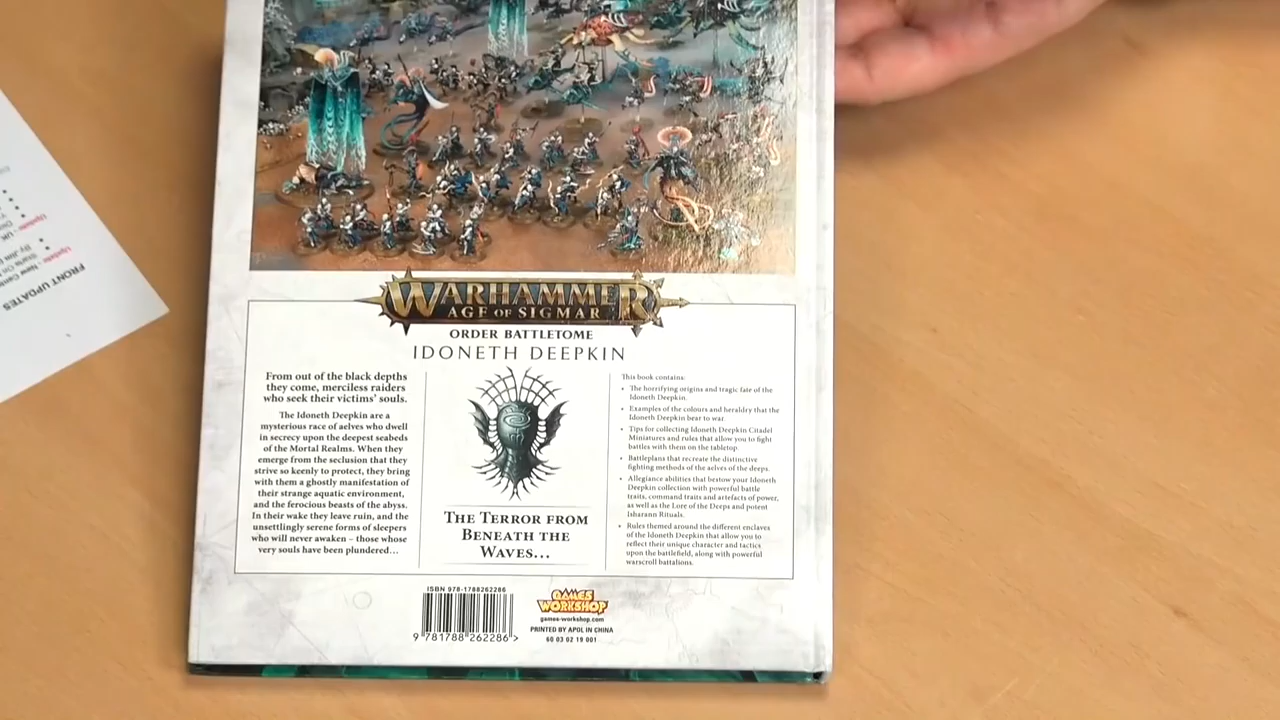 WARHAMMER
AGE OF SIGMAR
ORDER BATTLETOME
IDONETH DEEPKIN
From out of the black depths
they come, merciless raiders
who seek their victims' souls.
The Idoneth Deepkin are a
mysterious race of aelves who dwell
in secrecy upon the deepest seabeds
of the Mortal Realms. When they
emerge from the seclusion that they
strive so keenly to protect, they bring
with them a ghostly manifestation of
their strange aquatic environment,
and the ferocious beasts of the abyss.
In their wake they leave ruin, and the
unsettlingly serene forms of sleepers
who will never awaken – those whose
very souls have been plundered…
THE TERROR FROM
BENEATH THE
WAVES…
This book contains:
• The horrifying origins and tragic fate of the
Idoneth Deepkin.
• Examples of the colours and heraldry that the
Idoneth Deepkin bear to war.
• Tips for collecting Idoneth Deepkin Citadel
Miniatures and rules that allow you to fight
battles with them on the tabletop.
• Battleplans that recreate the distinctive
fighting methods of the aelves of the deeps.
• Allegiance abilities that bestow your Idoneth
Deepkin collection with powerful battle
traits, command traits and artefacts of power,
as well as the Lore of the Deeps and potent
Isharann Rituals.
• Rules themed around the different enclaves
of the Idoneth Deepkin that allow you to
reflect their unique character and tactics
upon the battlefield, along with powerful
warscroll battalions.
ISBN 978-1788262286
9 781788 262286 >
GAMES
WORKSHOP
games-workshop.com
PRINTED BY APOL IN CHINA
60 03 02 19 001
FRONT UPDATES
Update:
Update: